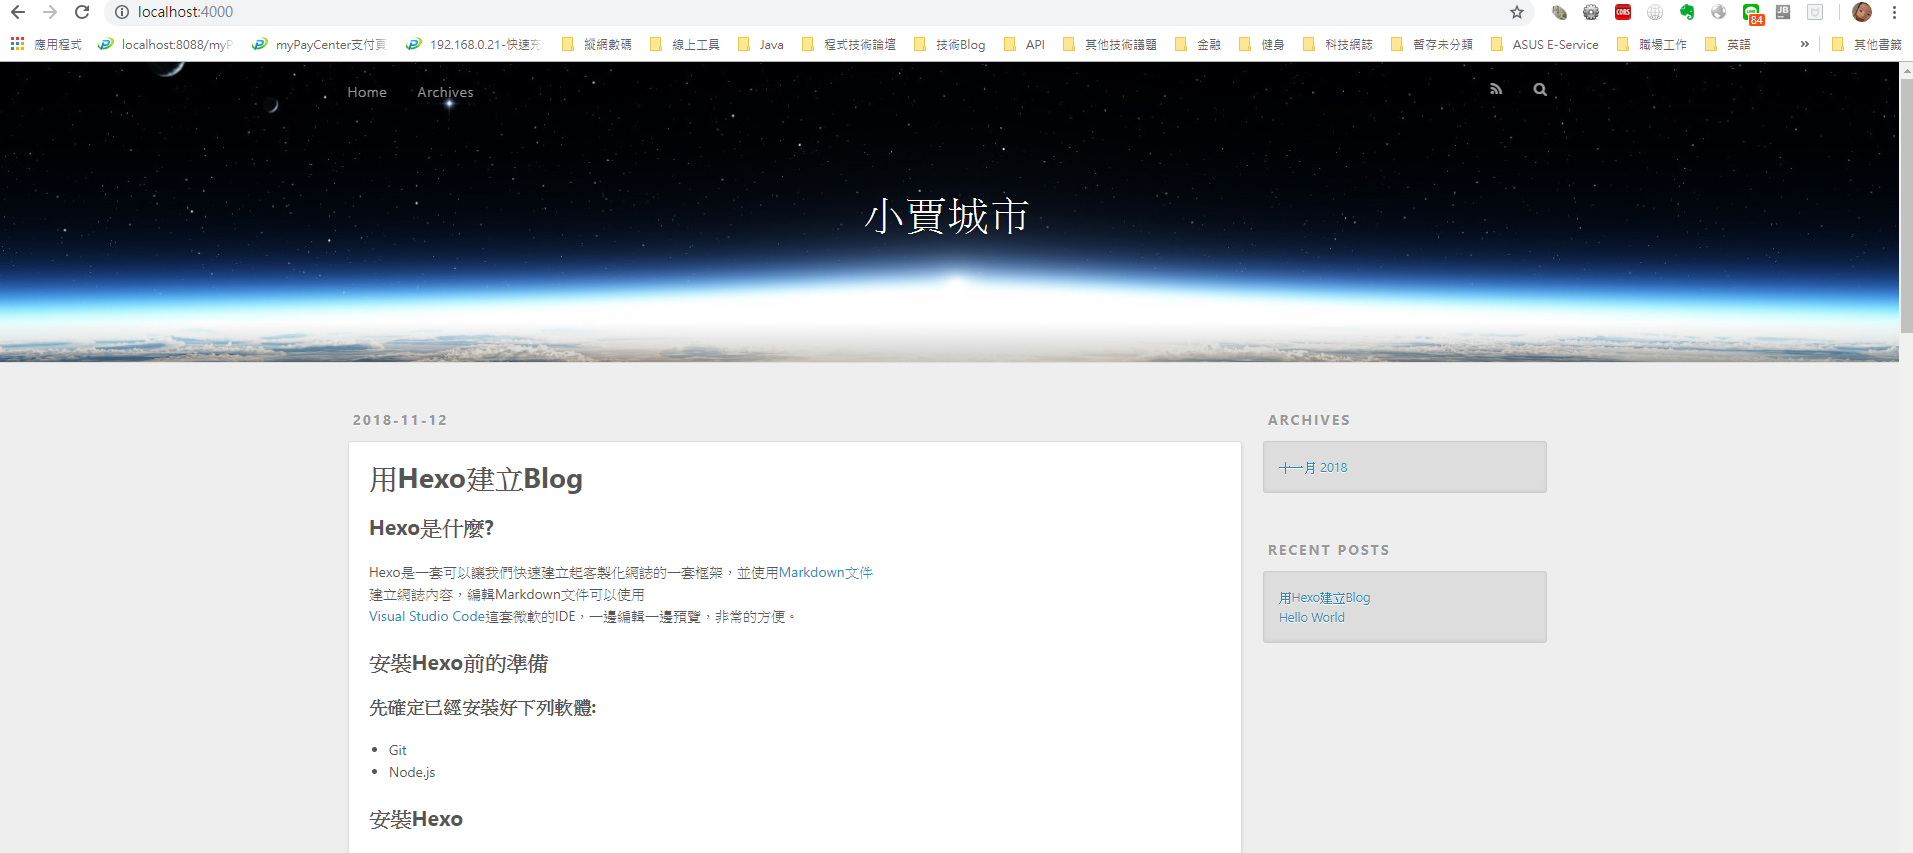 localhost:4000
84
CORS
JB
應用程式
localhost:8088/myP
myPayCenter支付頁
192.168.0.21-快速充
縱網數碼
線上工具
Java
程式技術論壇
技術Blog
API
其他技術議題
金融
健身
科技網誌
暫存未分類
ASUS E-Service
職場工作
英語
»
其他書籤
Home
Archives
小賈城市
2018-11-12
用Hexo建立Blog
Hexo是什麼?
Hexo是一套可以讓我們快速建立起客製化網誌的一套框架，並使用Markdown文件
建立網誌內容，編輯Markdown文件可以使用
Visual Studio Code這套微軟的IDE，一邊編輯一邊預覽，非常的方便。
安裝Hexo前的準備
先確定已經安裝好下列軟體:
Git
Node.js
安裝Hexo
ARCHIVES
十一月 2018
RECENT POSTS
用Hexo建立Blog
Hello World